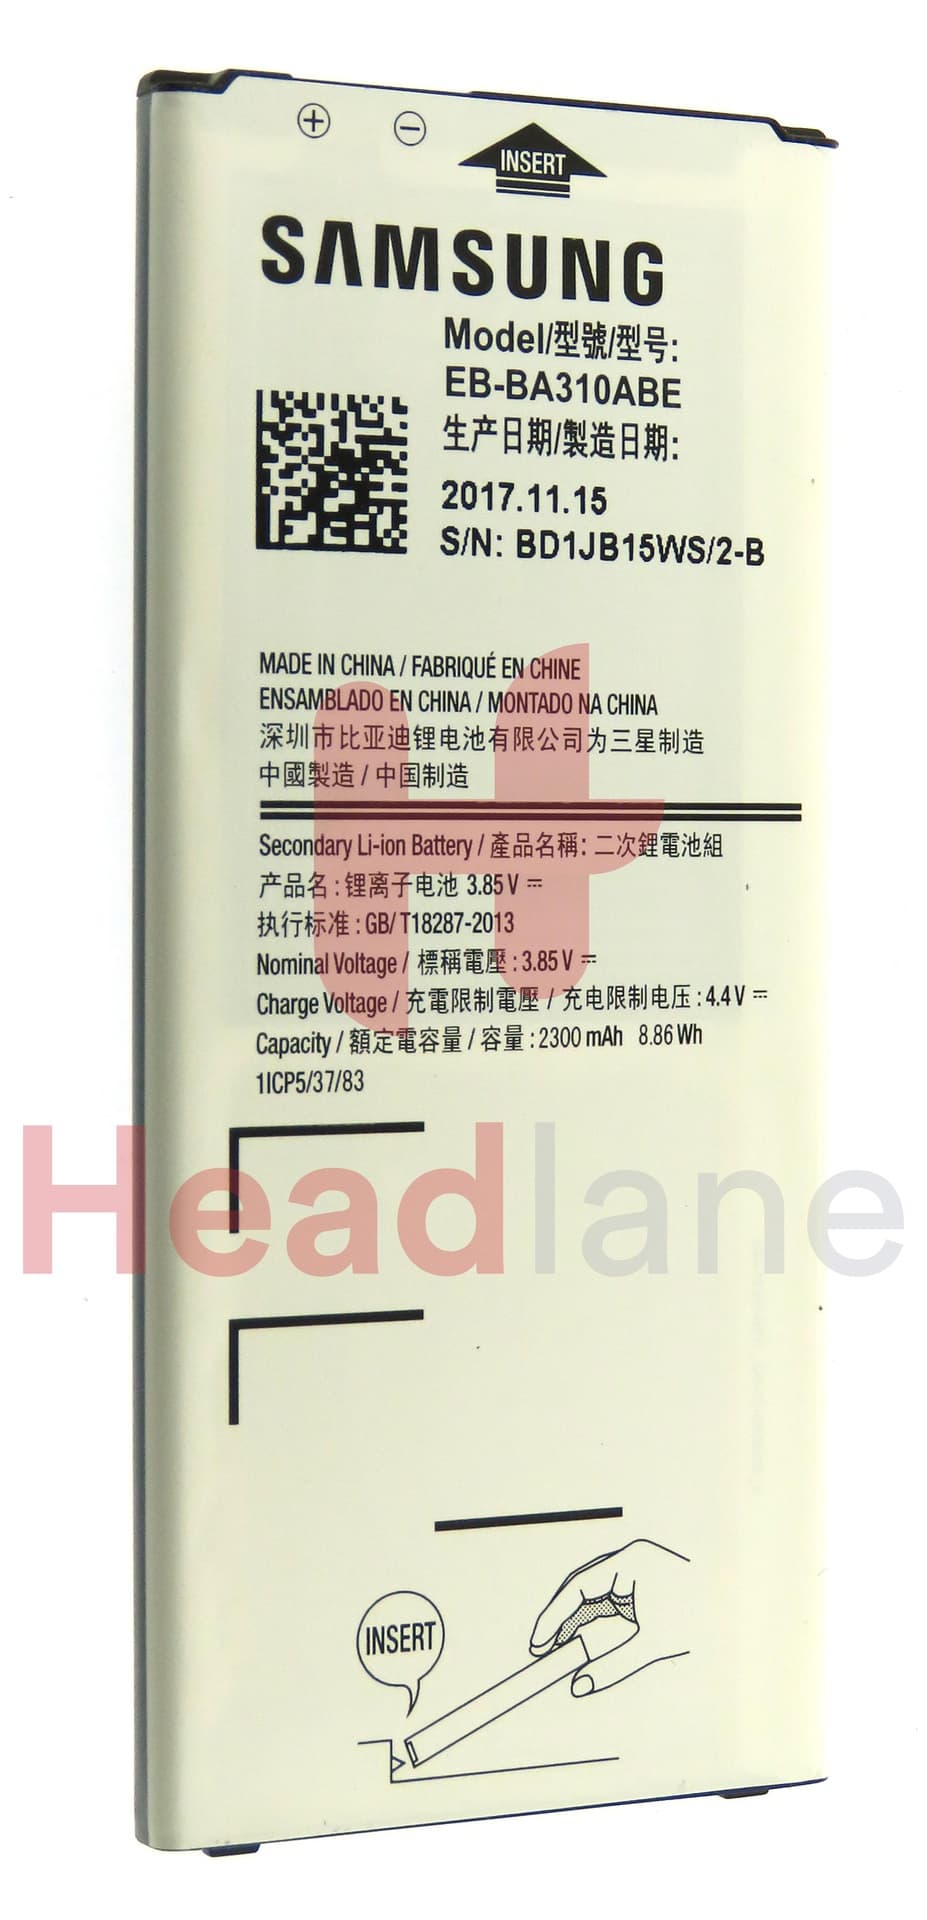 INSERT
SAMSUNG
Model/型號/型号:
EB-BA310ABE
生产日期/製造日期:
2017.11.15
S/N: BD1JB15WS/2-B
MADE IN CHINA / FABRIQUÉ EN CHINE
ENSAMBLADO EN CHINA / MONTADO NA CHINA
深圳市比亚迪锂电池有限公司为三星制造
中國製造 / 中国制造
Secondary Li-ion Battery / 產品名稱: 二次鋰電池組
产品名 : 锂离子电池 3.85 V ⎓
执行标准 : GB/ T18287-2013
Nominal Voltage / 標稱電壓 : 3.85 V ⎓
Charge Voltage / 充電限制電壓 / 充电限制电压 : 4.4 V ⎓
Capacity / 額定電容量 / 容量 : 2300 mAh 8.86 Wh
1ICP5/37/83
Headlane
INSERT